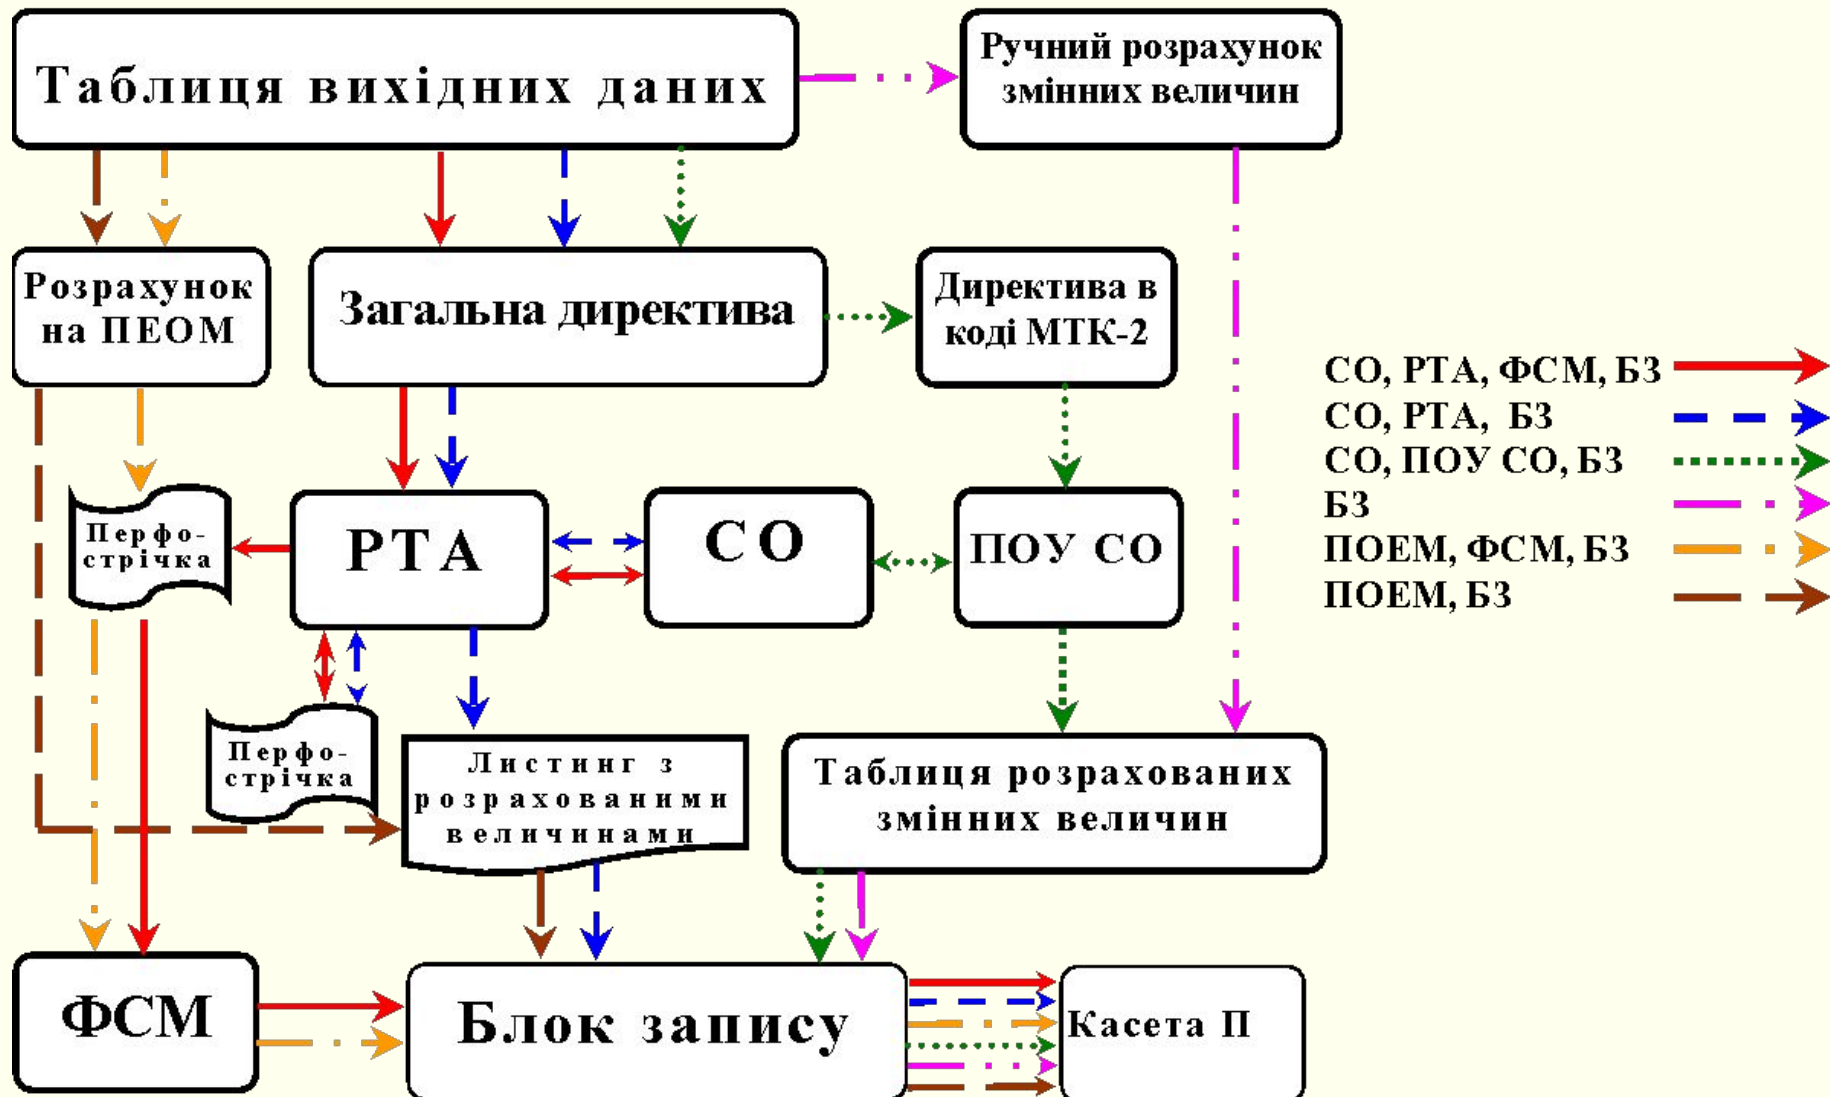 Таблиця вихідних даних
Ручний розрахунок
змінних величин
Розрахунок
на ПЕОМ
Загальна директива
Директива в
коді МТК-2
СО, РТА, ФСМ, БЗ
СО, РТА, БЗ
СО, ПОУ СО, БЗ
БЗ
ПОЕМ, ФСМ, БЗ
ПОЕМ, БЗ
Перфо-
стрічка
РТА
СО
ПОУ СО
Перфо-
стрічка
Листинг з
розрахованими
величинами
Таблиця розрахованих
змінних величин
ФСМ
Блок запису
Касета П